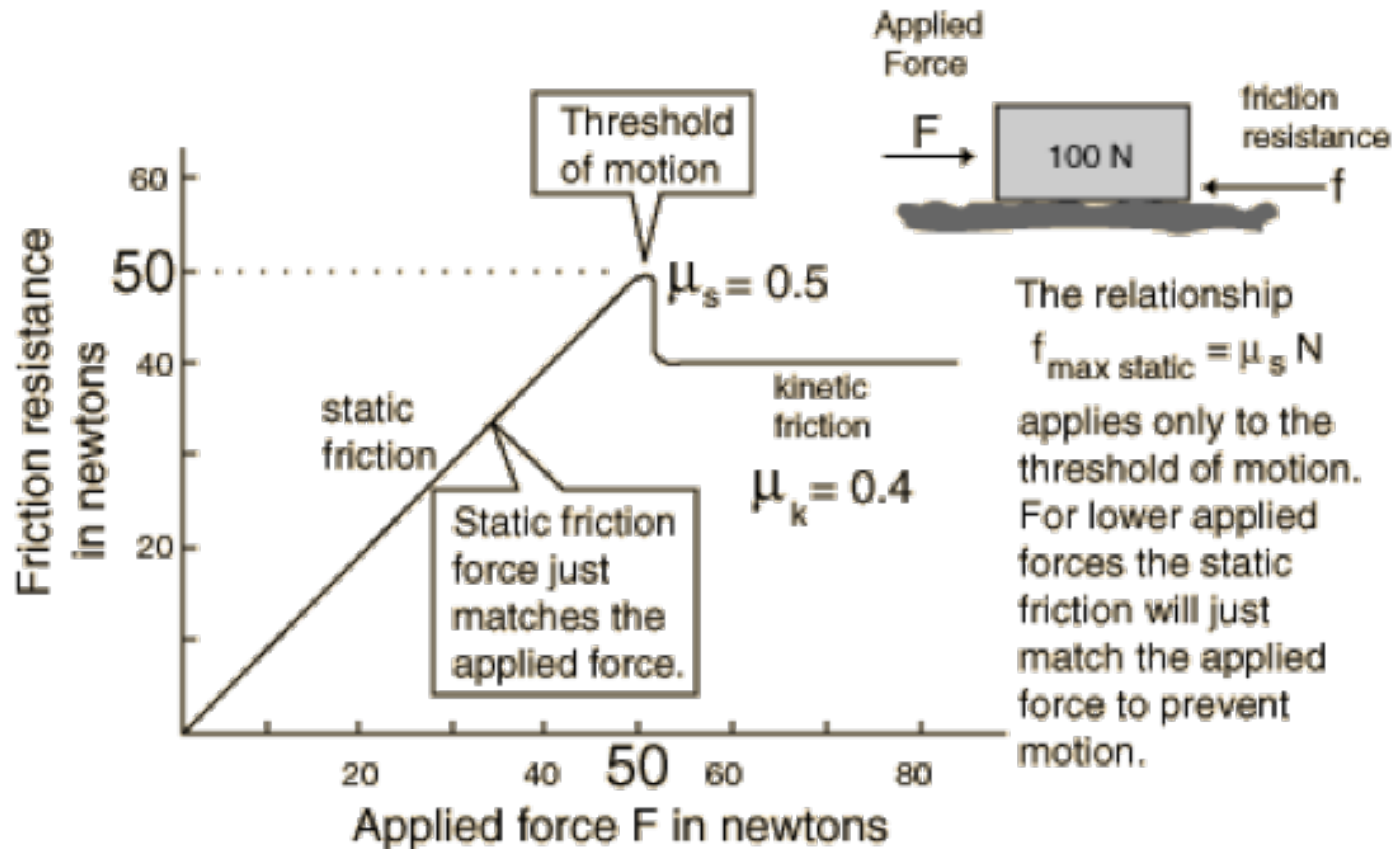 Applied
Force
F
100 N
friction
resistance
f
Threshold
of motion
60
50
40
20
Friction resistance
in newtons
μs = 0.5
static
friction
kinetic
friction
μk = 0.4
Static friction
force just
matches the
applied force.
20
40
50
60
80
Applied force F in newtons
The relationship
f max static = μs N
applies only to the
threshold of motion.
For lower applied
forces the static
friction will just
match the applied
force to prevent
motion.